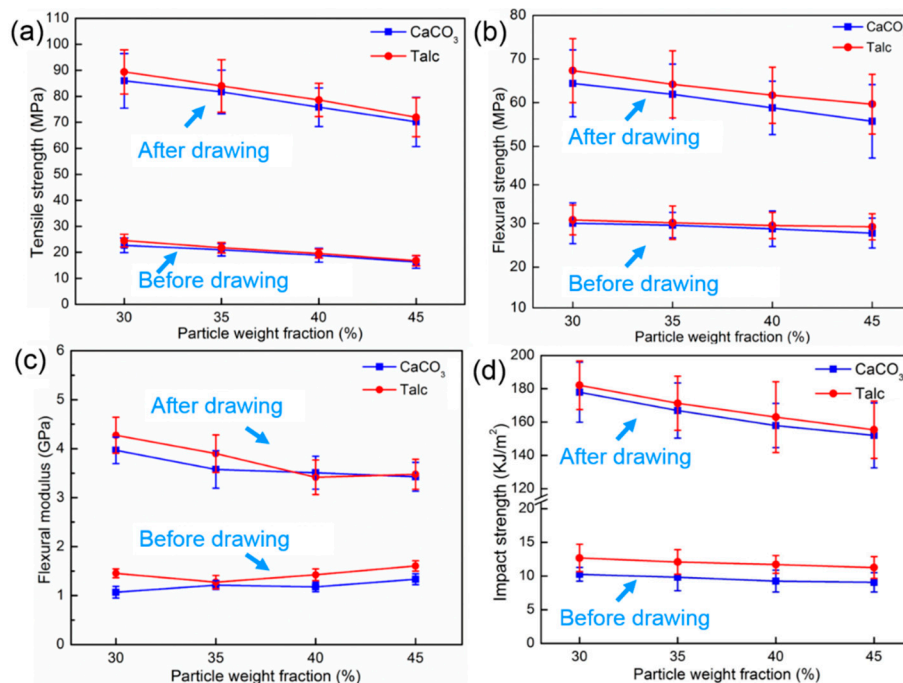 (a)
CaCO3
Talc
After drawing
Before drawing
Tensile strength (MPa)
110
100
90
80
70
60
50
40
30
20
10
0
30 35 40 45
Particle weight fraction (%)
(b)
CaCO
Talc
After drawing
Before drawing
Flexural strength (MPa)
80
70
60
50
40
30
20
10
30 35 40 45
Particle weight fraction (%)
(c)
CaCO3
Talc
After drawing
Before drawing
Flexural modulus (GPa)
6
5
4
3
2
1
0
30 35 40 45
Particle weight fraction (%)
(d)
CaCO3
Talc
After drawing
Before drawing
Impact strength (KJ/m2)
200
180
160
140
120
25
20
15
10
5
0
30 35 40 45
Particle weight fraction (%)